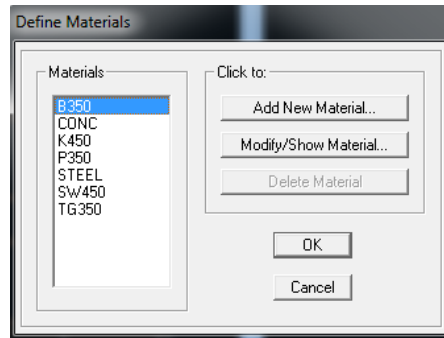 Define Materials
Materials
B350
CONC
K450
P350
STEEL
SW450
TG350
Click to:
Add New Material...
Modify/Show Material...
Delete Material
OK
Cancel